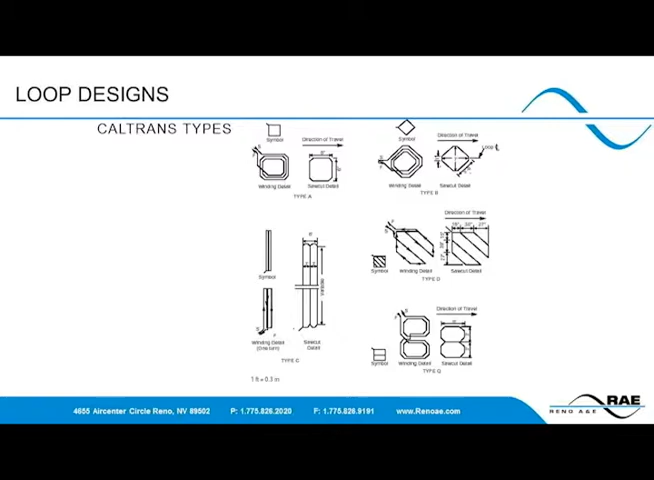 LOOP DESIGNS
CALTRANS TYPES
Symbol
Direction of Travel
Winding Detail
Sawcut Detail
TYPE A
Symbol
Direction of Travel
LOOP
Winding Detail
Sawcut Detail
TYPE B
Symbol
Winding Detail
(One turn)
Sawcut
Detail
TYPE C
Direction of Travel
Symbol
Winding Detail
Sawcut Detail
TYPE D
Direction of Travel
Symbol
Winding Detail
Sawcut Detail
TYPE Q
1 ft = 0.3 m
4655 Aircenter Circle Reno, NV 89502 P: 1.775.826.2020 F: 1.775.826.9191 www.Renoae.com
RAE
RENO A&E